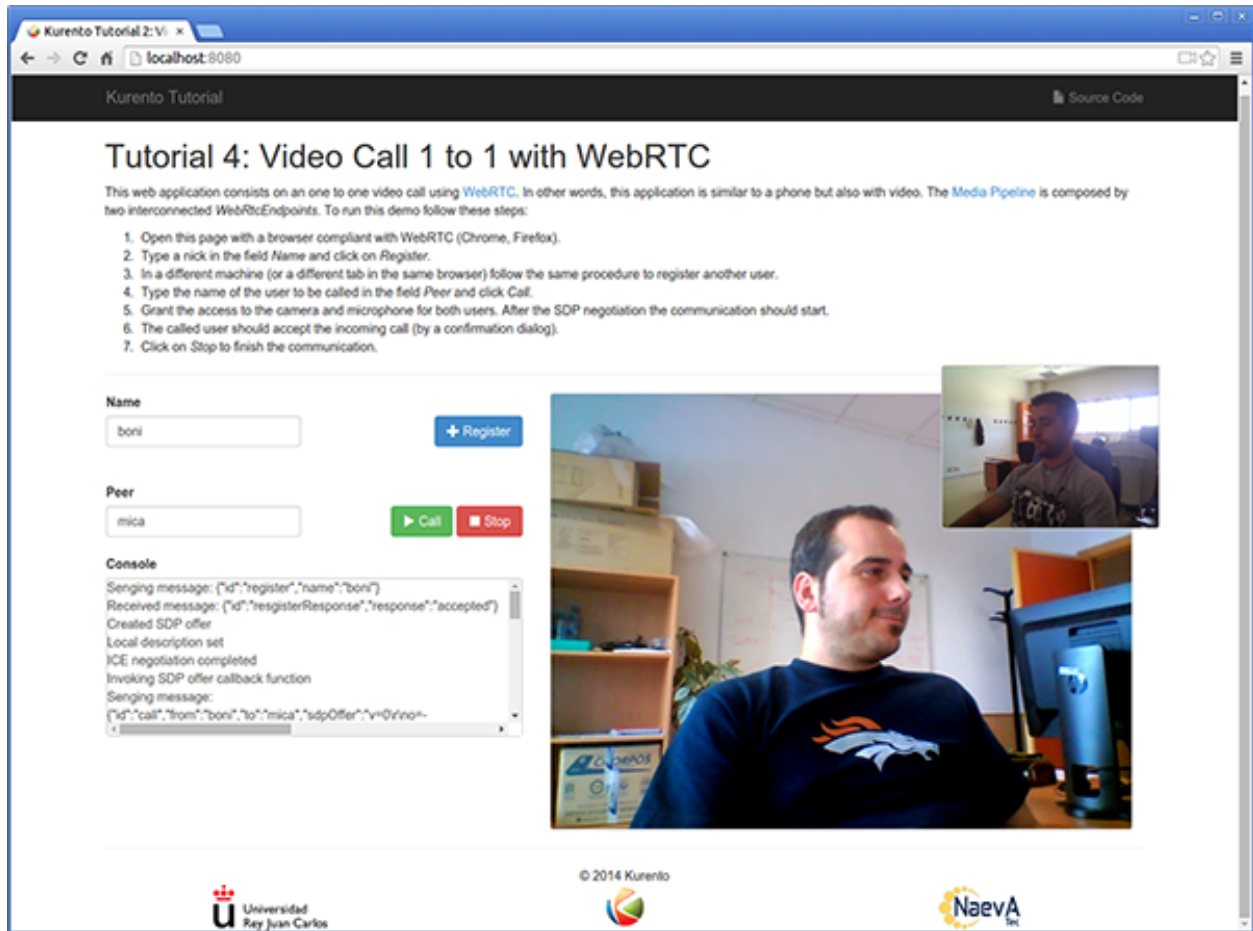 Kurento Tutorial 2: Vi
localhost:8080
Kurento Tutorial
Source Code
Tutorial 4: Video Call 1 to 1 with WebRTC
This web application consists on an one to one video call using WebRTC. In other words, this application is similar to a phone but also with video. The Media Pipeline is composed by
two interconnected WebRtcEndpoints. To run this demo follow these steps:
1. Open this page with a browser compliant with WebRTC (Chrome, Firefox).
2. Type a nick in the field Name and click on Register.
3. In a different machine (or a different tab in the same browser) follow the same procedure to register another user.
4. Type the name of the user to be called in the field Peer and click Call.
5. Grant the access to the camera and microphone for both users. After the SDP negotiation the communication should start.
6. The called user should accept the incoming call (by a confirmation dialog).
7. Click on Stop to finish the communication.
Name
boni
Register
Peer
mica
Call
Stop
Console
Senging message: {"id":"register","name":"boni"}
Received message: {"id":"resgisterResponse","response":"accepted"}
Created SDP offer
Local description set
ICE negotiation completed
Invoking SDP offer callback function
Senging message:
{"id":"call","from":"boni","to":"mica","sdpOffer":"v=0\r\no=-
© 2014 Kurento
Universidad
Rey Juan Carlos
NaevA
Tec